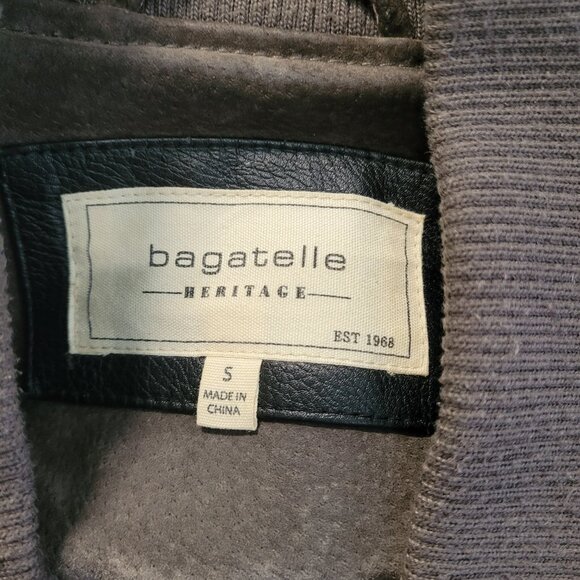 bagatelle
HERITAGE
EST 1968
S
MADE IN
CHINA